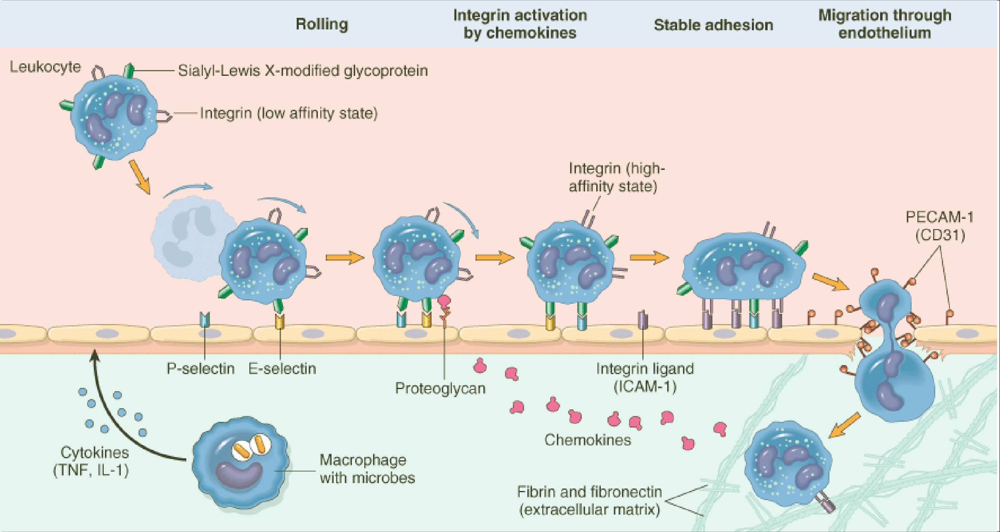 Rolling
Integrin activation
by chemokines
Stable adhesion
Migration through
endothelium
Leukocyte
Sialyl-Lewis X-modified glycoprotein
Integrin (low affinity state)
Integrin (high-
affinity state)
PECAM-1
(CD31)
P-selectin
E-selectin
Proteoglycan
Integrin ligand
(ICAM-1)
Chemokines
Cytokines
(TNF, IL-1)
Macrophage
with microbes
Fibrin and fibronectin
(extracellular matrix)